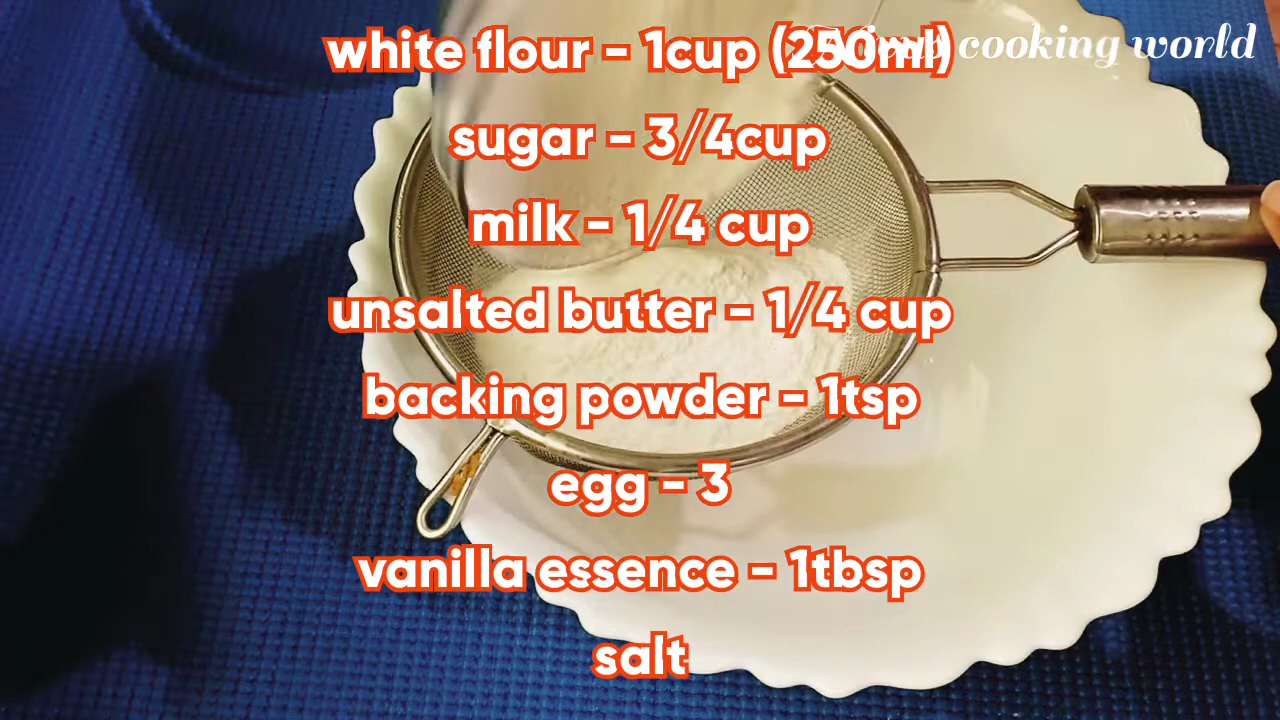 white flour - 1cup (250ml)
cooking world
sugar - 3/4cup
milk - 1/4 cup
unsalted butter - 1/4 cup
backing powder - 1tsp
egg - 3
vanilla essence - 1tbsp
salt